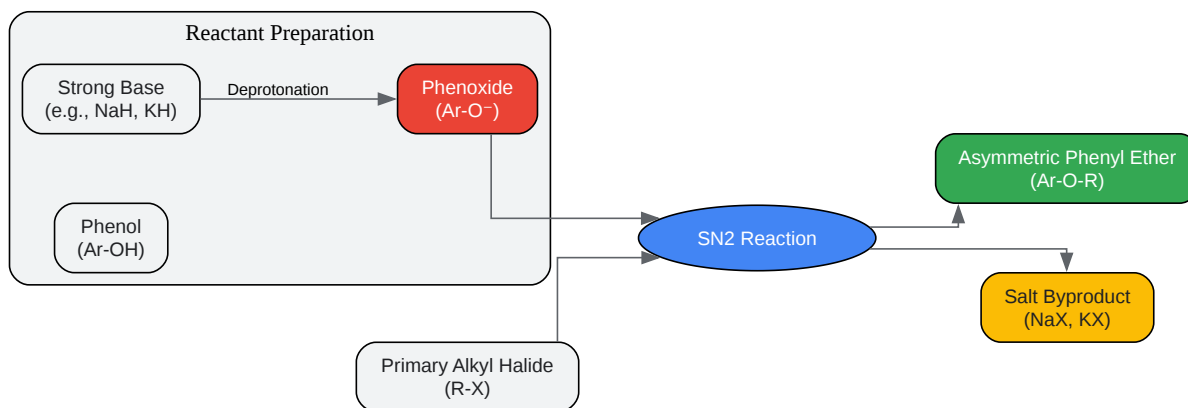 Reactant Preparation
Strong Base
(e.g., NaH, KH)
Deprotonation
Phenoxide
(Ar-O⁻)
Phenol
(Ar-OH)
Primary Alkyl Halide
(R-X)
SN2 Reaction
Asymmetric Phenyl Ether
(Ar-O-R)
Salt Byproduct
(NaX, KX)